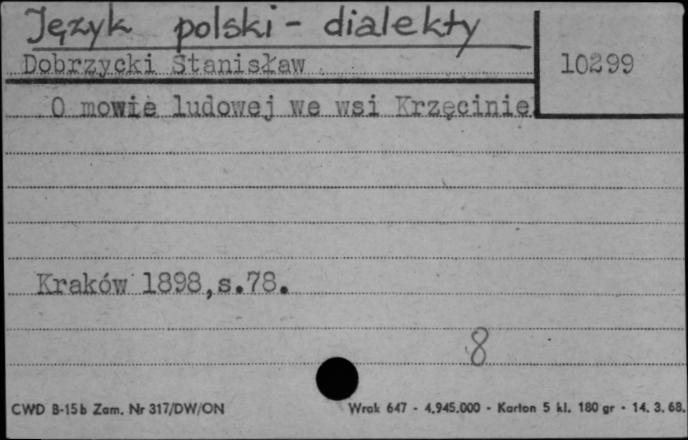 Język polski - dialekty
Dobrzycki Stanisław
10299
O mowie ludowej we wsi Krzęcinie
Kraków 1898,s.78.
8
CWD B-15b Zam. Nr 317/DW/ON
Wrak 647 - 4.945.000 - Karton 5 kl. 180 gr - 14. 3. 68.